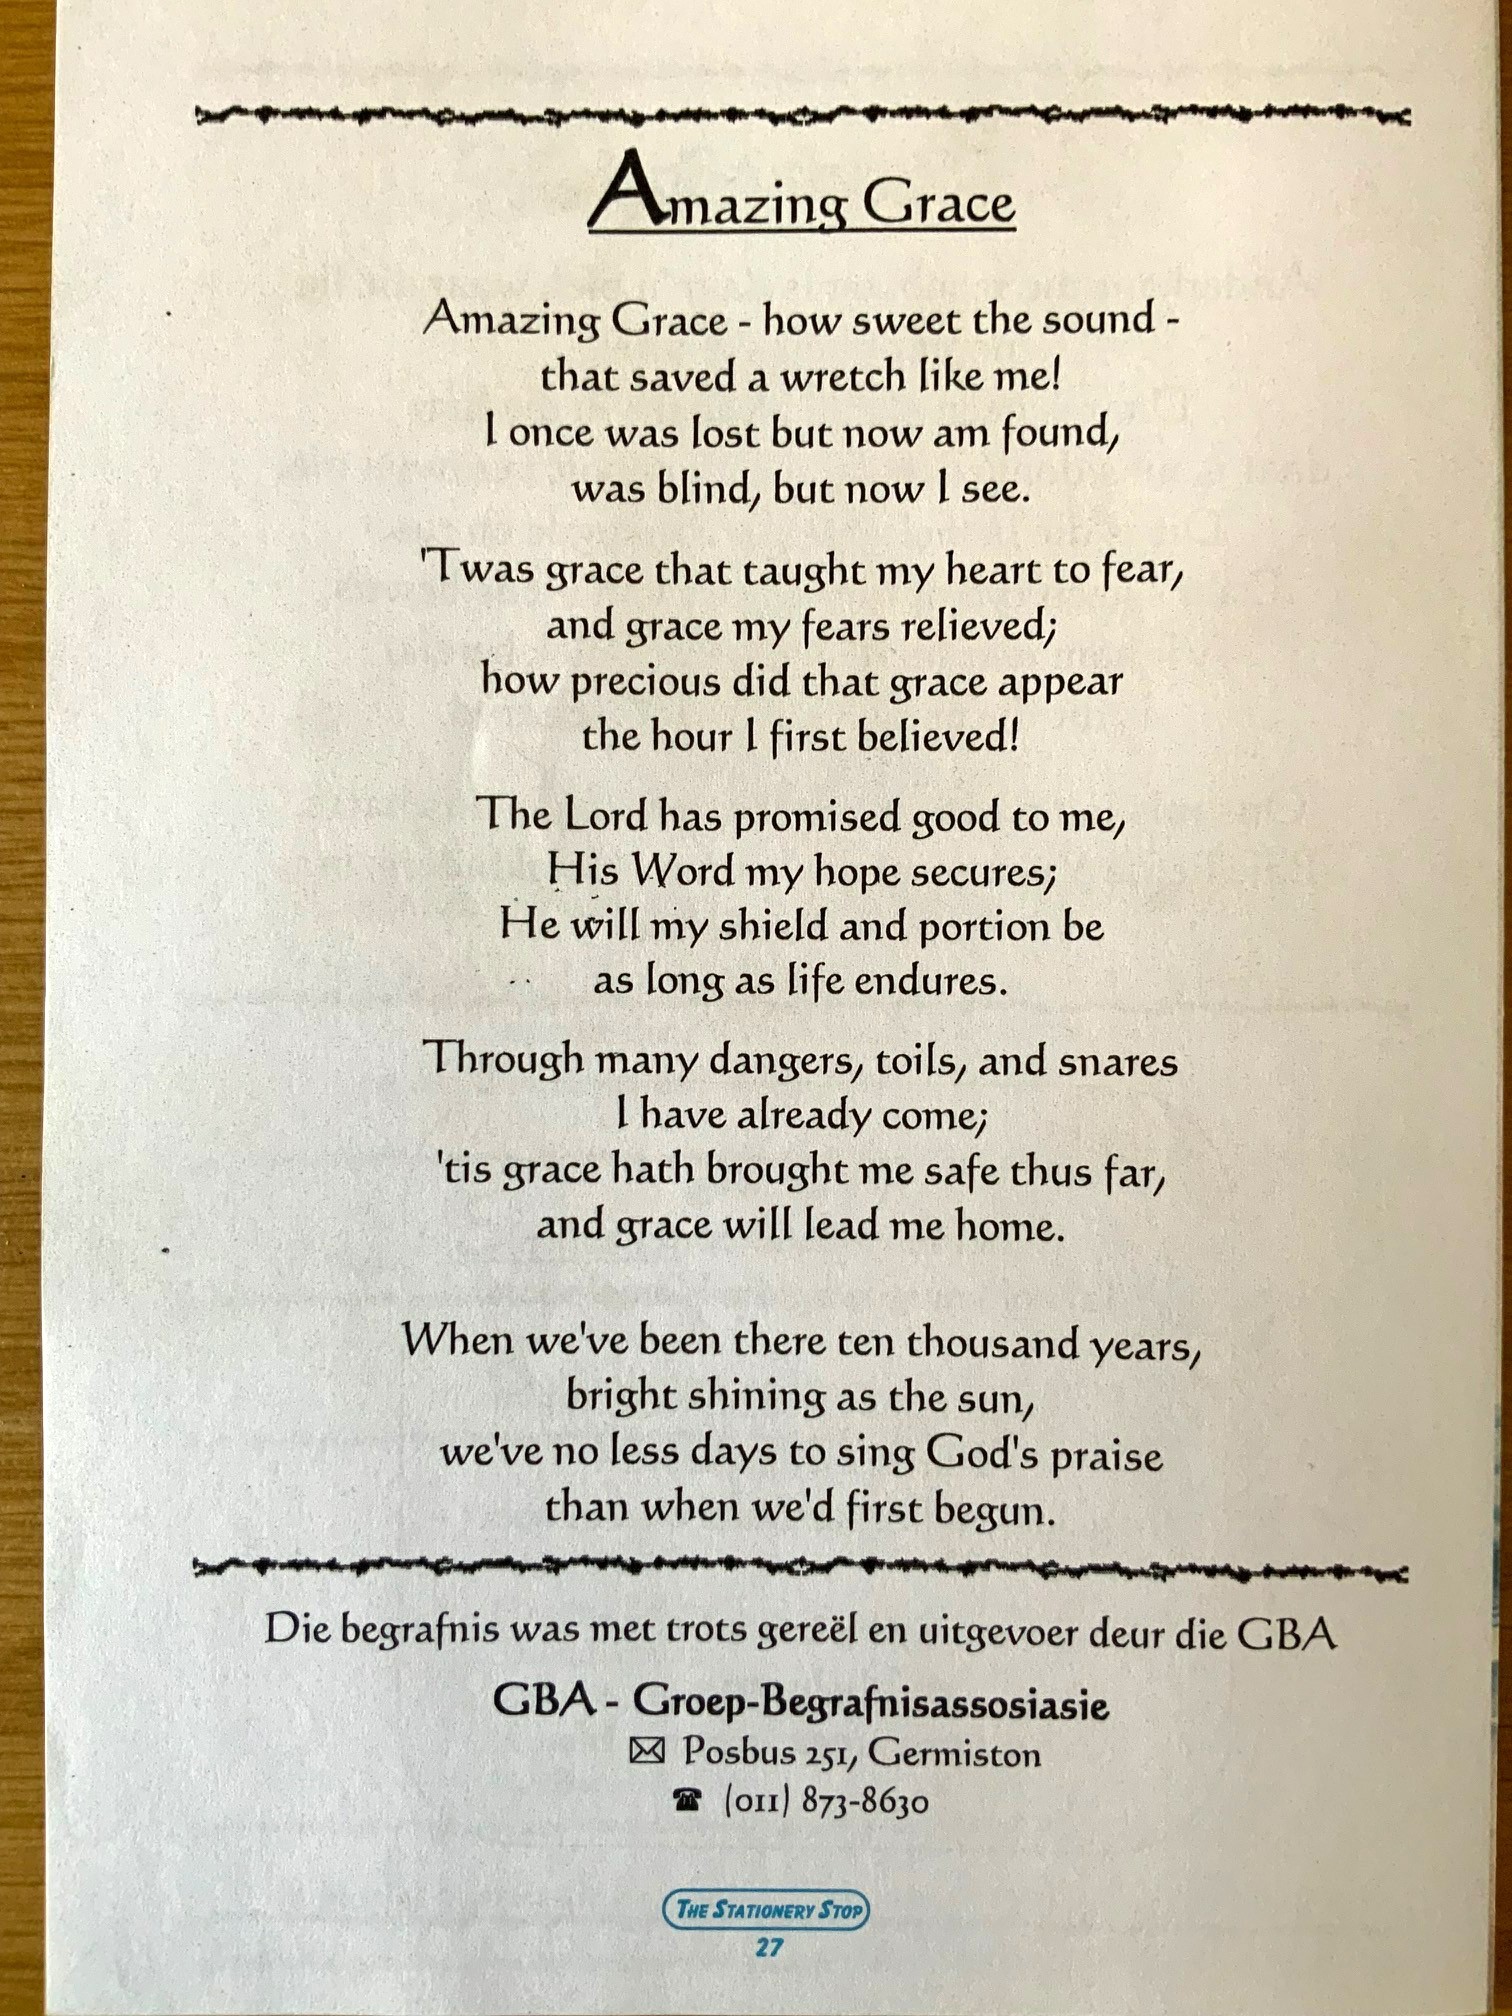 Amazing Grace
Amazing Grace - how sweet the sound -
that saved a wretch like me!
I once was lost but now am found,
was blind, but now I see.
'Twas grace that taught my heart to fear,
and grace my fears relieved;
how precious did that grace appear
the hour I first believed!
The Lord has promised good to me,
His Word my hope secures;
He will my shield and portion be
as long as life endures.
Through many dangers, toils, and snares
I have already come;
'tis grace hath brought me safe thus far,
and grace will lead me home.
When we've been there ten thousand years,
bright shining as the sun,
we've no less days to sing God's praise
than when we'd first begun.
Die begrafnis was met trots gereël en uitgevoer deur die GBA
GBA - Groep-Begrafnisassosiasie
✉ Posbus 251, Germiston
☎ (011) 873-8630
THE STATIONERY STOP
27